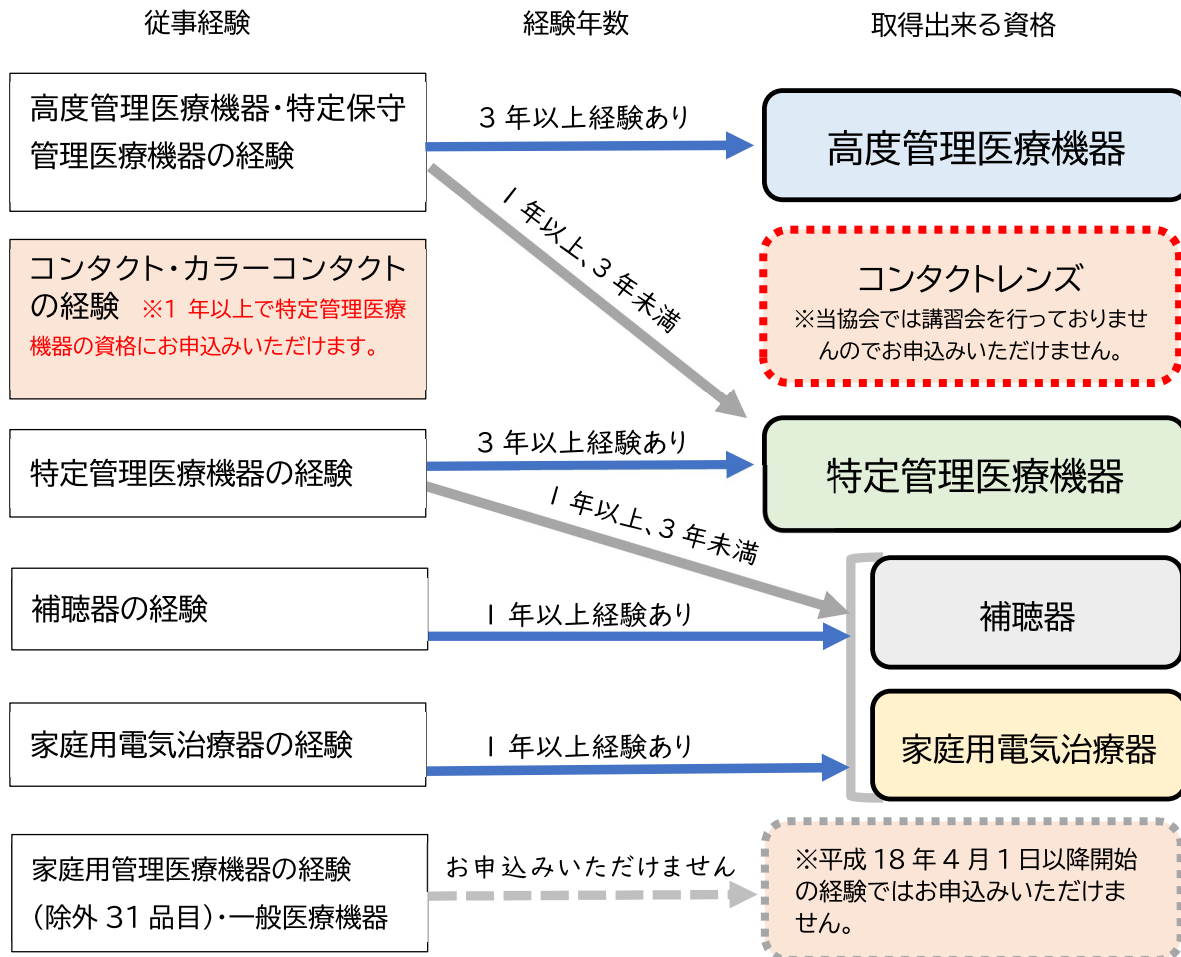 従事経験
経験年数
取得出来る資格
高度管理医療機器・特定保守
管理医療機器の経験
3年以上経験あり
高度管理医療機器
1年以上、3年未満
コンタクト・カラーコンタクト
の経験 ※1 年以上で特定管理医療
機器の資格にお申込みいただけます。
コンタクトレンズ
※当協会では講習会を行っておりませ
んのでお申込みいただけません。
特定管理医療機器の経験
3年以上経験あり
特定管理医療機器
1年以上、3年未満
補聴器の経験
1年以上経験あり
補聴器
家庭用電気治療器の経験
1年以上経験あり
家庭用電気治療器
家庭用管理医療機器の経験
(除外 31 品目)・一般医療機器
お申込みいただけません
※平成 18 年 4 月 1 日以降開始
の経験ではお申込みいただけま
せん。